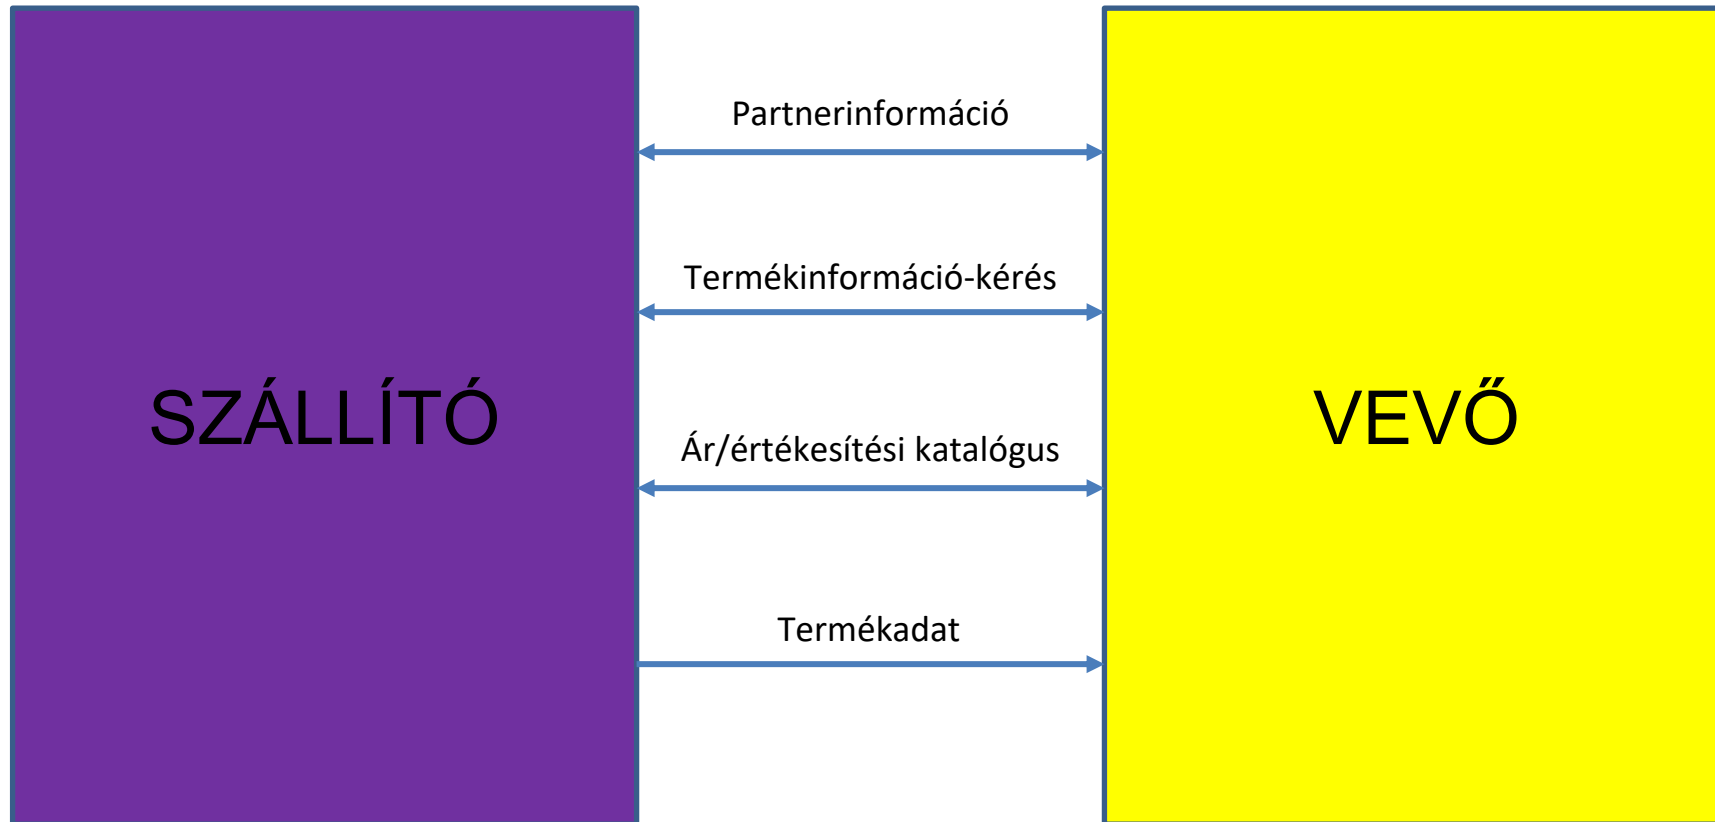 Partnerinformáció
Termékinformáció-kérés
SZÁLLÍTÓ
VEVŐ
Ár/értékesítési katalógus
Termékadat